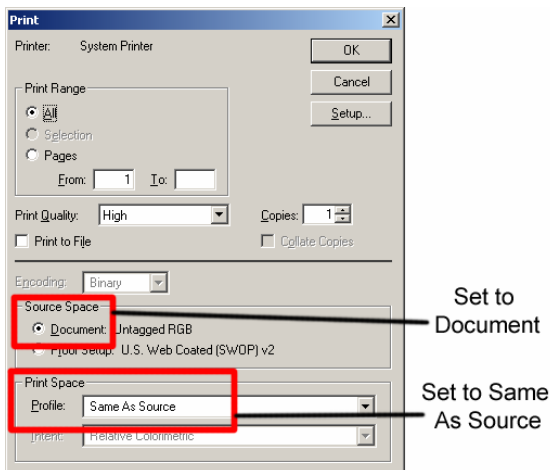 Print
Printer: System Printer
OK
Print Range
Cancel
All
Setup...
Selection
Pages
From: 1 To:
Print Quality: High Copies: 1
Print to File Collate Copies
Encoding: Binary
Source Space
Document: Untagged RGB
Proof Setup: U.S. Web Coated (SWOP) v2
Set to
Document
Print Space
Profile: Same As Source
Intent: Relative Colorimetric
Set to Same
As Source